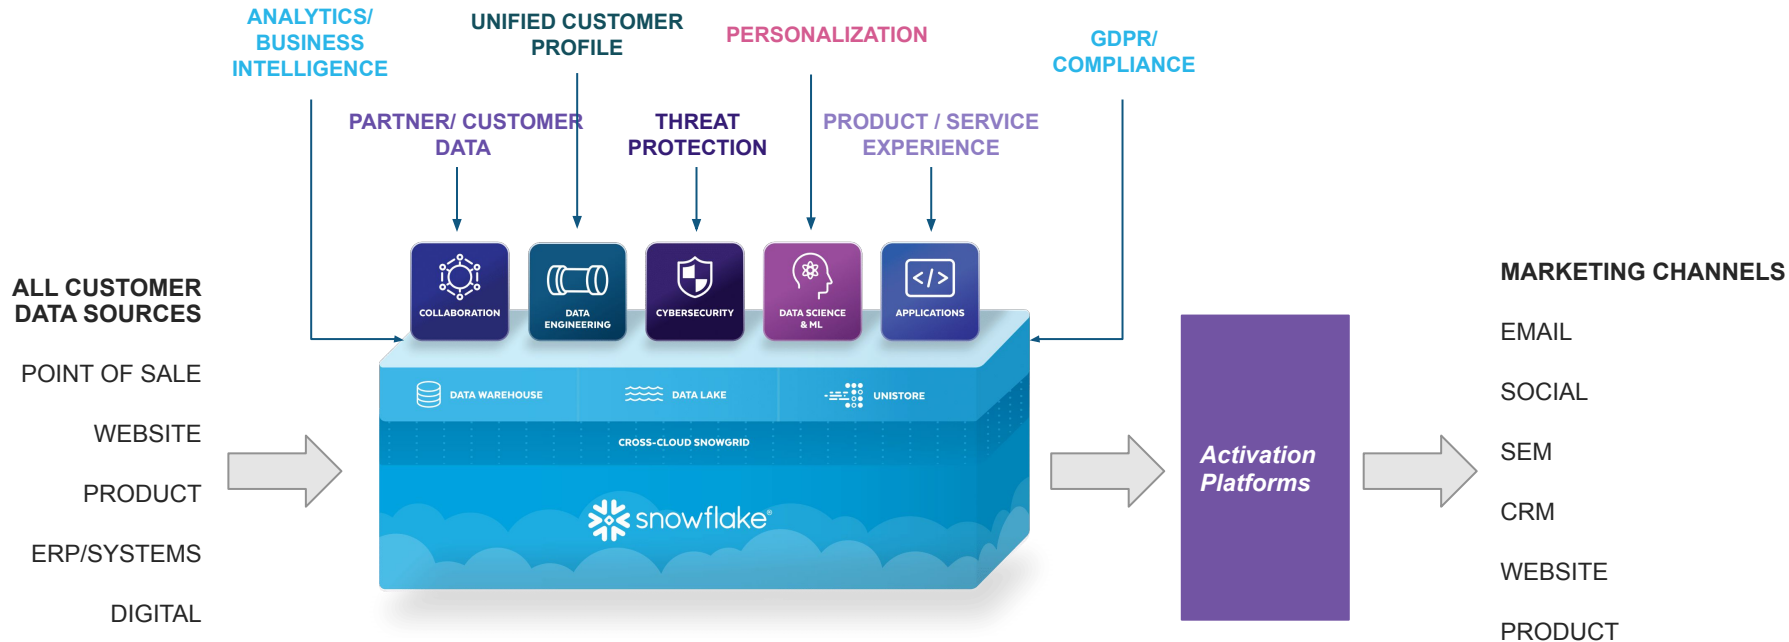 ANALYTICS/
BUSINESS
INTELLIGENCE
UNIFIED CUSTOMER
PROFILE
PERSONALIZATION
GDPR/
COMPLIANCE
PARTNER/ CUSTOMER
DATA
THREAT
PROTECTION
PRODUCT / SERVICE
EXPERIENCE
ALL CUSTOMER
DATA SOURCES
POINT OF SALE
WEBSITE
PRODUCT
ERP/SYSTEMS
DIGITAL
COLLABORATION
DATA
ENGINEERING
CYBERSECURITY
DATA SCIENCE
& ML
</>
APPLICATIONS
DATA WAREHOUSE
DATA LAKE
UNISTORE
CROSS-CLOUD SNOWGRID
snowflake®
Activation
Platforms
MARKETING CHANNELS
EMAIL
SOCIAL
SEM
CRM
WEBSITE
PRODUCT